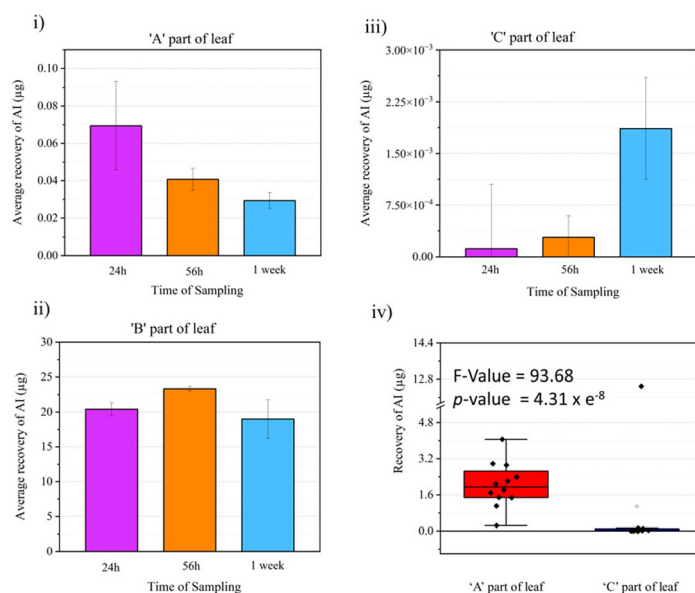 i)
'A' part of leaf
Average recovery of AI (µg)
0.10
0.08
0.06
0.04
0.02
0.00
24h
56h
1 week
Time of Sampling
iii)
'C' part of leaf
Average recovery of AI (µg)
3.00×10⁻³
2.25×10⁻³
1.50×10⁻³
7.50×10⁻⁴
0.00
24h
56h
1 week
Time of Sampling
ii)
'B' part of leaf
Average recovery of AI (µg)
30
25
20
15
10
5
0
24h
56h
1 week
Time of Sampling
iv)
Recovery of AI (µg)
14.4
12.8
4.8
3.2
1.6
0.0
F-Value = 93.68
p-value = 4.31 x e⁻⁸
‘A’ part of leaf
‘C’ part of leaf